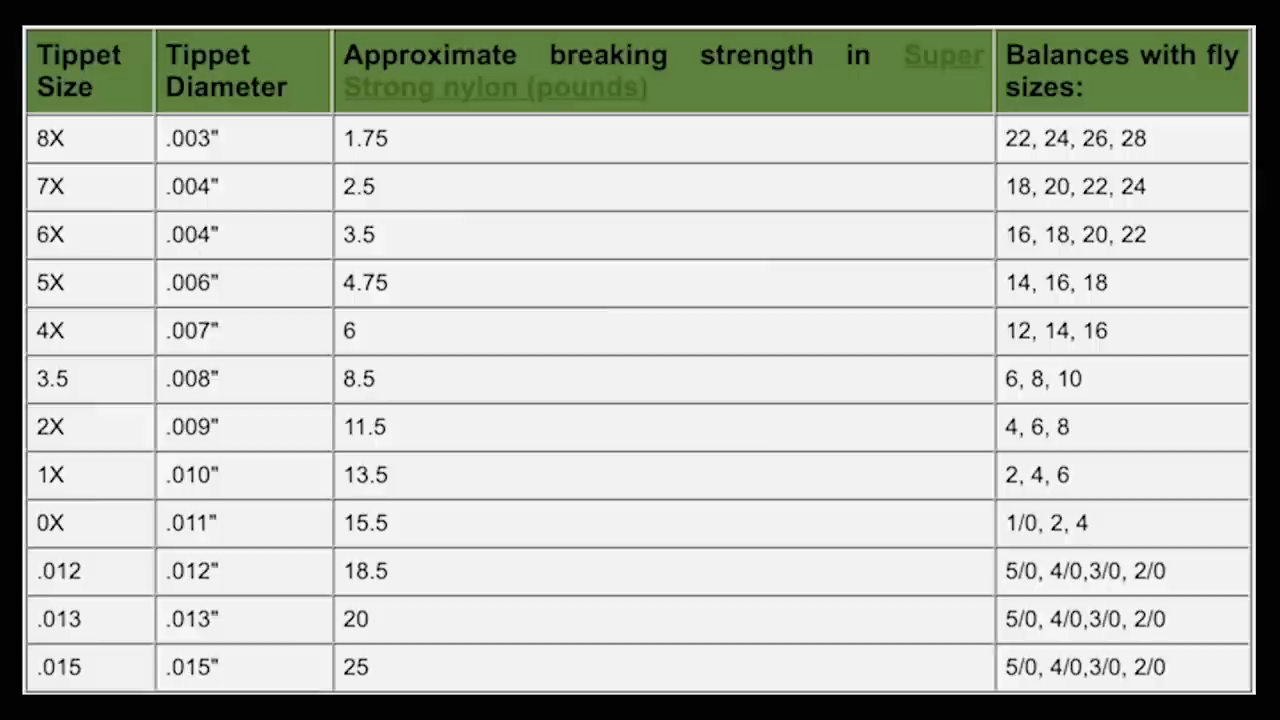 Tippet Size Tippet Diameter Approximate breaking strength in Super Strong nylon (pounds) Balances with fly sizes:
8X .003" 1.75 22, 24, 26, 28
7X .004" 2.5 18, 20, 22, 24
6X .004" 3.5 16, 18, 20, 22
5X .006" 4.75 14, 16, 18
4X .007" 6 12, 14, 16
3.5 .008" 8.5 6, 8, 10
2X .009" 11.5 4, 6, 8
1X .010" 13.5 2, 4, 6
0X .011" 15.5 1/0, 2, 4
.012 .012" 18.5 5/0, 4/0,3/0, 2/0
.013 .013" 20 5/0, 4/0,3/0, 2/0
.015 .015" 25 5/0, 4/0,3/0, 2/0